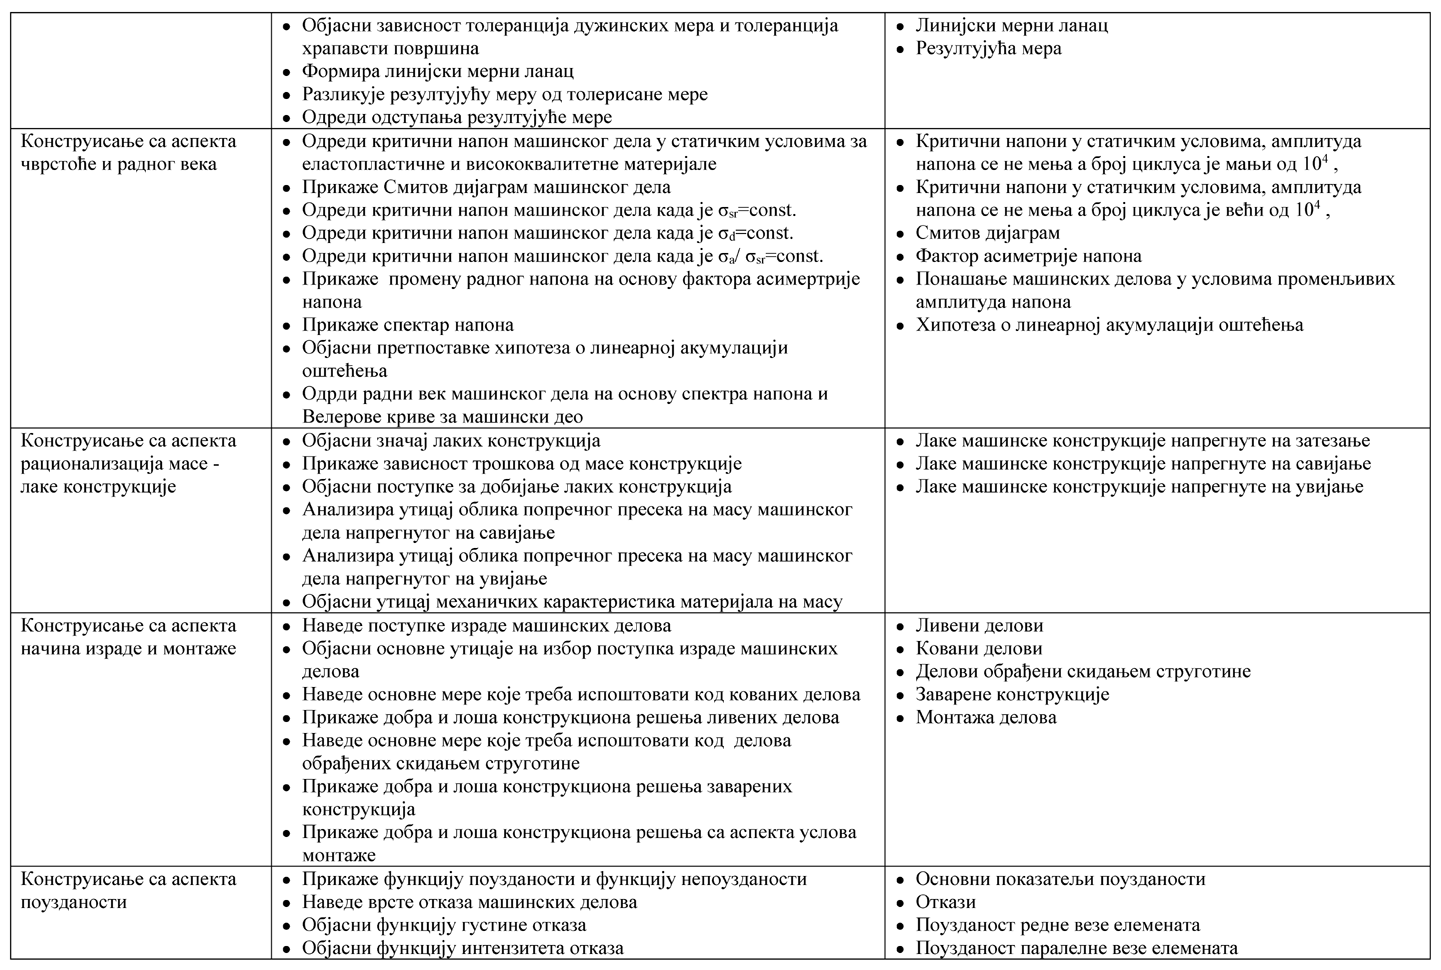 • Објасни зависност толеранција дужинских мера и толеранција
храпавсти површина
• Формира линијски мерни ланац
• Разликује резултујућу меру од толерисане мере
• Одреди одступања резултујуће мере
• Линијски мерни ланац
• Резултујућа мера
Конструисање са аспекта
чврстоће и радног века
• Одреди критични напон машинског дела у статичким условима за
еластопластичне и висококвалитетне материјале
• Прикаже Смитов дијаграм машинског дела
• Одреди критични напон машинског дела када је σsr=const.
• Одреди критични напон машинског дела када је σd=const.
• Одреди критични напон машинског дела када је σa/ σsr=const.
• Прикаже промену радног напона на основу фактора асимертрије
напона
• Прикаже спектар напона
• Објасни претпоставке хипотеза о линеарној акумулацији
оштећења
• Одрди радни век машинског дела на основу спектра напона и
Велерове криве за машински део
• Критични напони у статичким условима, амплитуда
напона се не мења а број циклуса је мањи од 10⁴ ,
• Критични напони у статичким условима, амплитуда
напона се не мења а број циклуса је већи од 10⁴ ,
• Смитов дијаграм
• Фактор асиметрије напона
• Понашање машинских делова у условима променљивих
амплитуда напона
• Хипотеза о линеарној акумулацији оштећења
Конструисање са аспекта
рационализација масе -
лаке конструкције
• Објасни значај лаких конструкција
• Прикаже зависност трошкова од масе конструкције
• Објасни поступке за добијање лаких конструкција
• Анализира утицај облика попречног пресека на масу машинског
дела напрегнутог на савијање
• Анализира утицај облика попречног пресека на масу машинског
дела напрегнутог на увијање
• Објасни утицај механичких карактеристика материјала на масу
• Лаке машинске конструкције напрегнуте на затезање
• Лаке машинске конструкције напрегнуте на савијање
• Лаке машинске конструкције напрегнуте на увијање
Конструисање са аспекта
начина израде и монтаже
• Наведе поступке израде машинских делова
• Објасни основне утицаје на избор поступка израде машинских
делова
• Наведе основне мере које треба испоштовати код кованих делова
• Прикаже добра и лоша конструкциона решења ливених делова
• Наведе основне мере које треба испоштовати код делова
обрађених скидањем струготине
• Прикаже добра и лоша конструкциона решења заварених
конструкција
• Прикаже добра и лоша конструкциона решења са аспекта услова
монтаже
• Ливени делови
• Ковани делови
• Делови обрађени скидањем струготине
• Заварене конструкције
• Монтажа делова
Конструисање са аспекта
поузданости
• Прикаже функцију поузданости и функцију непоузданости
• Наведе врсте отказа машинских делова
• Објасни функцију густине отказа
• Објасни функцију интензитета отказа
• Основни показатељи поузданости
• Откази
• Поузданост редне везе елемената
• Поузданост паралелне везе елемената